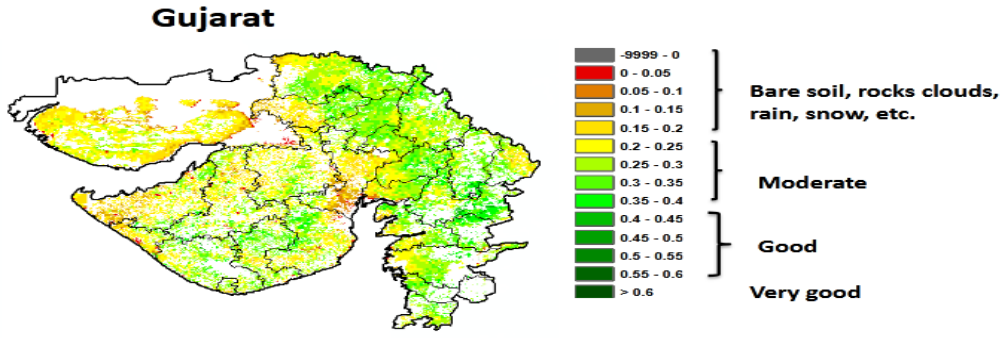 Gujarat
-9999 - 0
0 - 0.05
0.05 - 0.1
0.1 - 0.15
0.15 - 0.2
0.2 - 0.25
0.25 - 0.3
0.3 - 0.35
0.35 - 0.4
0.4 - 0.45
0.45 - 0.5
0.5 - 0.55
0.55 - 0.6
> 0.6
Bare soil, rocks clouds,
rain, snow, etc.
Moderate
Good
Very good